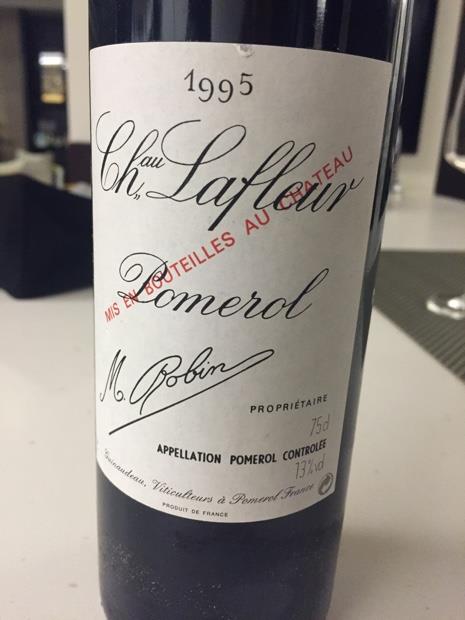 1995
Chau Lafleur
MIS EN BOUTEILLES AU CHATEAU
Pomerol
M. Robin
PROPRIÉTAIRE
75cl
APPELLATION POMEROL CONTROLÉE
13%vol
Guinaudeau, Viticulteurs à Pomerol France
PRODUIT DE FRANCE